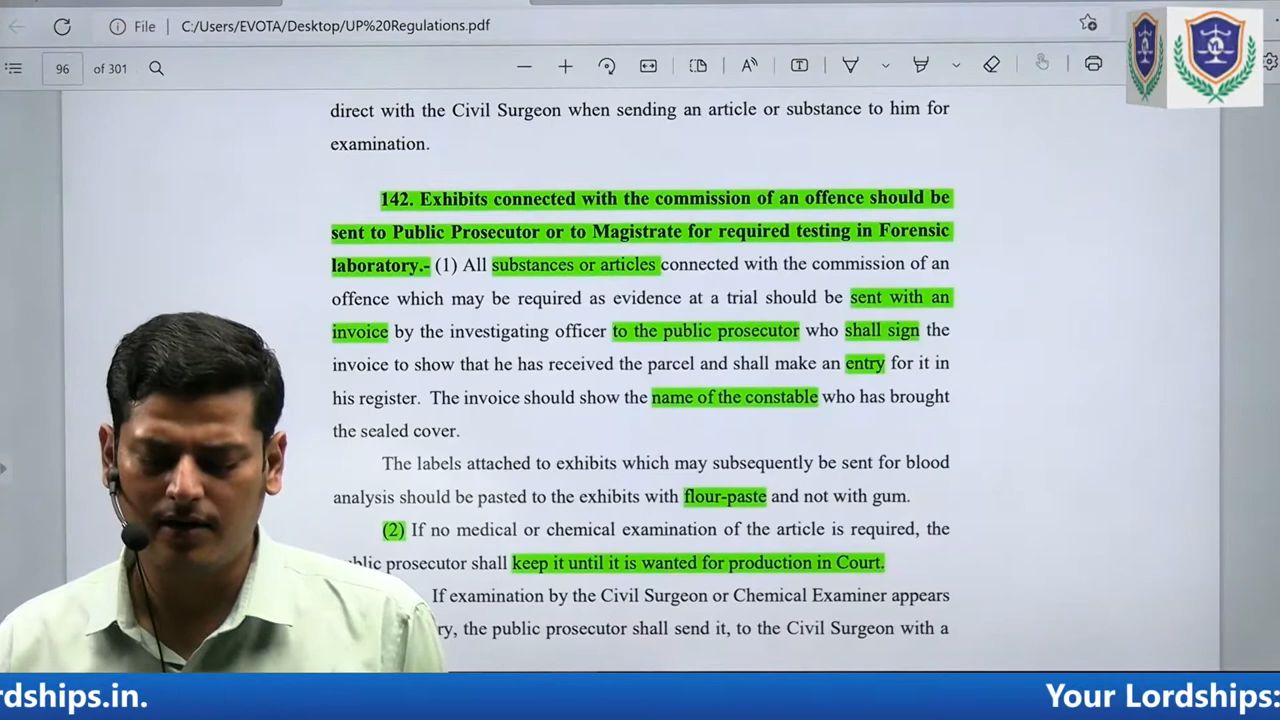 File | C:/Users/EVOTA/Desktop/UP%20Regulations.pdf
96 of 301
direct with the Civil Surgeon when sending an article or substance to him for
examination.
142. Exhibits connected with the commission of an offence should be
sent to Public Prosecutor or to Magistrate for required testing in Forensic
laboratory.- (1) All substances or articles connected with the commission of an
offence which may be required as evidence at a trial should be sent with an
invoice by the investigating officer to the public prosecutor who shall sign the
invoice to show that he has received the parcel and shall make an entry for it in
his register. The invoice should show the name of the constable who has brought
the sealed cover.
The labels attached to exhibits which may subsequently be sent for blood
analysis should be pasted to the exhibits with flour-paste and not with gum.
(2) If no medical or chemical examination of the article is required, the
blic prosecutor shall keep it until it is wanted for production in Court.
If examination by the Civil Surgeon or Chemical Examiner appears
ry, the public prosecutor shall send it, to the Civil Surgeon with a
rdships.in. Your Lordships: